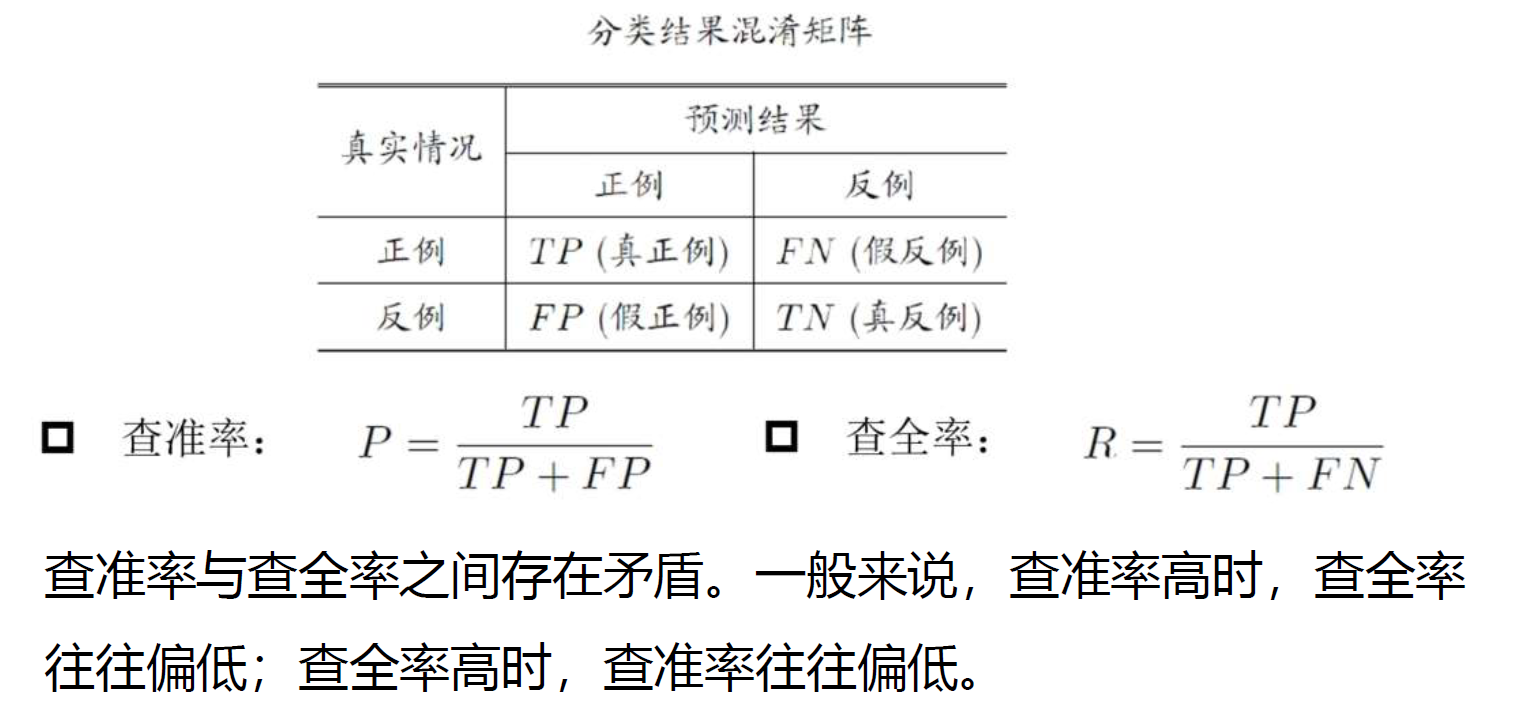 分类结果混淆矩阵
真实情况 预测结果
正例 反例
正例 TP (真正例) FN (假反例)
反例 FP (假正例) TN (真反例)
查准率： P = TP / (TP + FP) 查全率： R = TP / (TP + FN)
查准率与查全率之间存在矛盾。一般来说，查准率高时，查全率
往往偏低；查全率高时，查准率往往偏低。